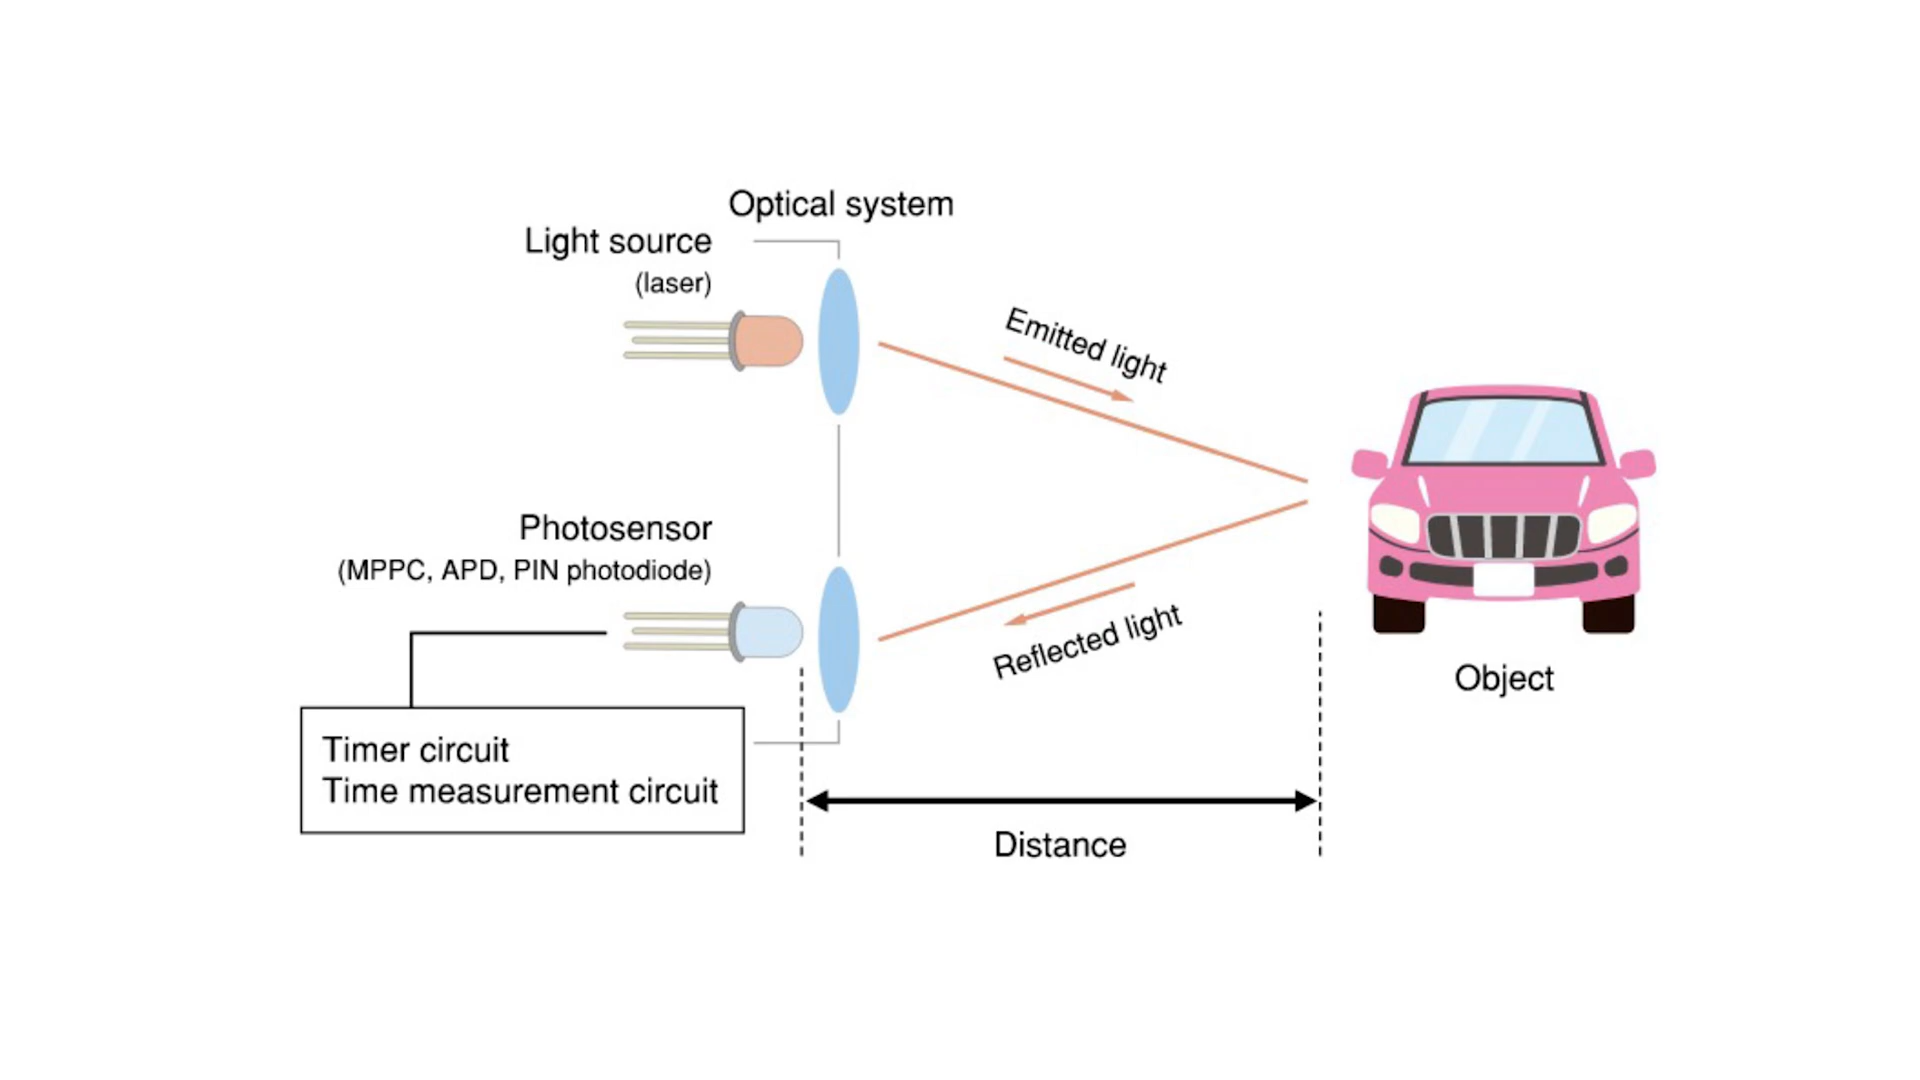 Optical system
Light source
(laser)
Emitted light
Photosensor
(MPPC, APD, PIN photodiode)
Reflected light
Object
Timer circuit
Time measurement circuit
Distance